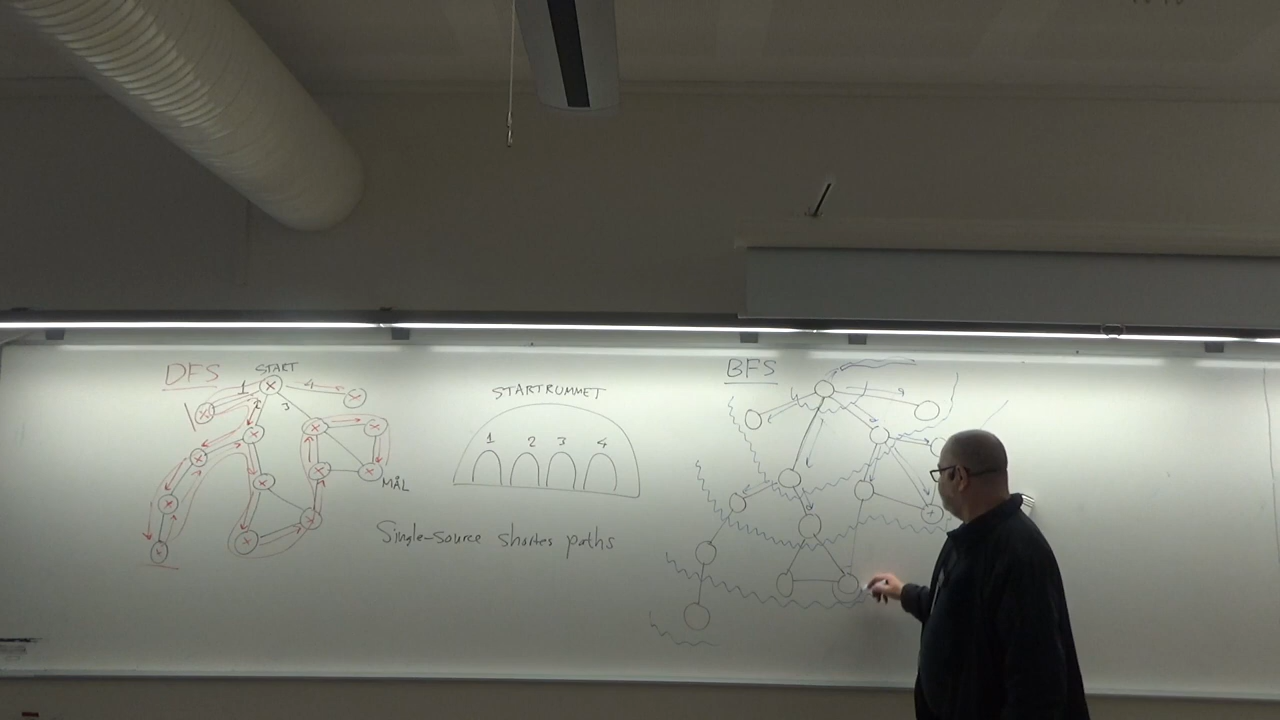 DFS
START
1
2
3
4
MÅL
STARTRUMMET
1 2 3 4
Single-source shortes paths
BFS